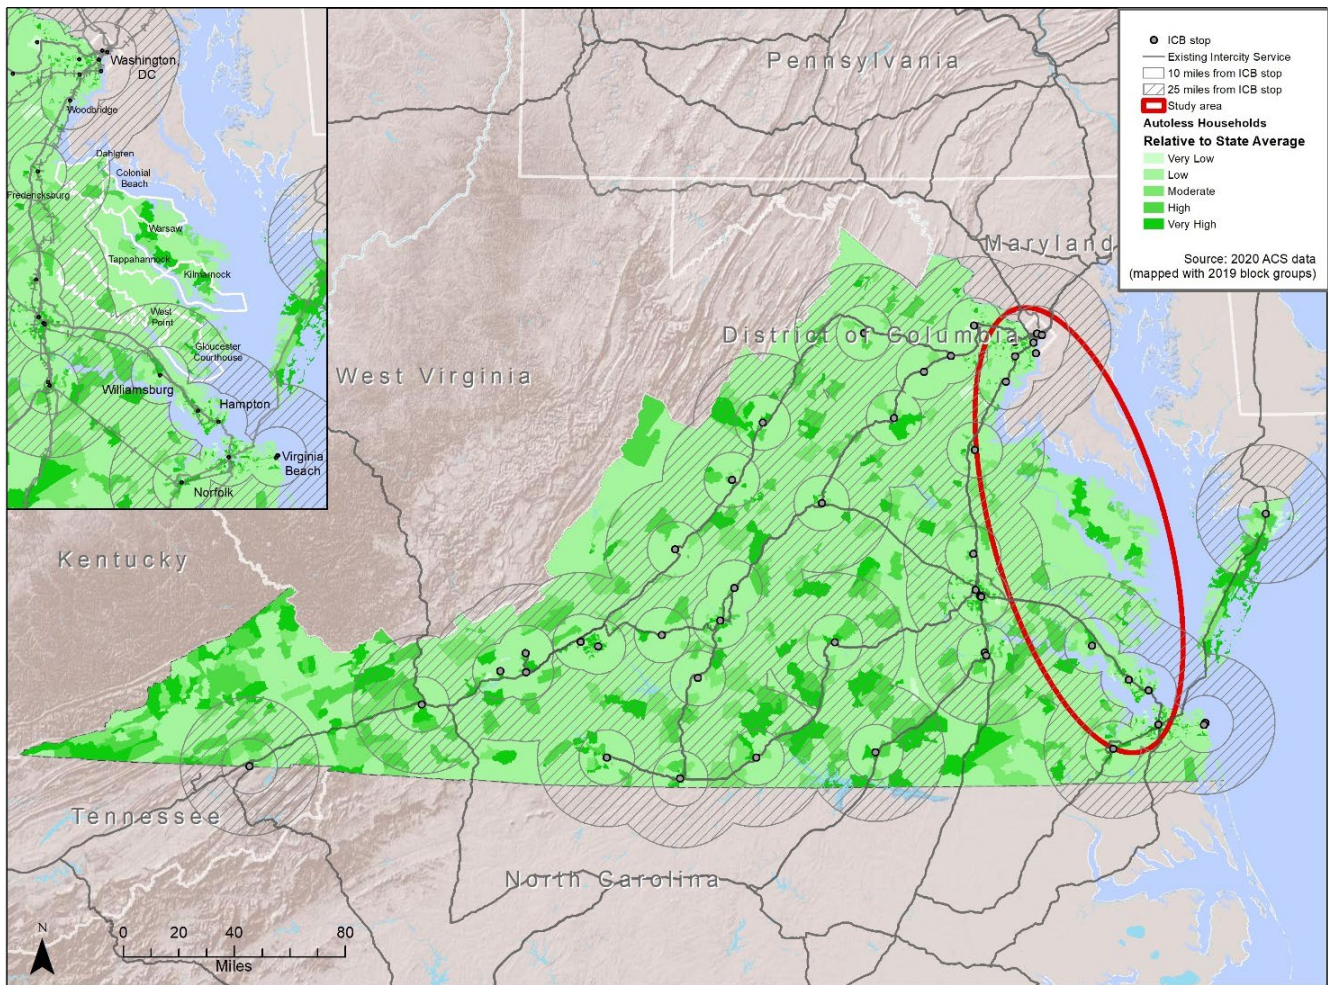 Washington,
DC
Woodbridge
Dahlgren
Colonial
Beach
Fredericksburg
Warsaw
Tappahannock
Kilmarnock
West
Point
Gloucester
Courthouse
Williamsburg
Hampton
Virginia
Beach
Norfolk
Pennsylvania
Maryland
District of Columbia
West Virginia
Kentucky
Tennessee
North Carolina
ICB stop
Existing Intercity Service
10 miles from ICB stop
25 miles from ICB stop
Study area
Autoless Households
Relative to State Average
Very Low
Low
Moderate
High
Very High
Source: 2020 ACS data
(mapped with 2019 block groups)
N
0 20 40 80
Miles